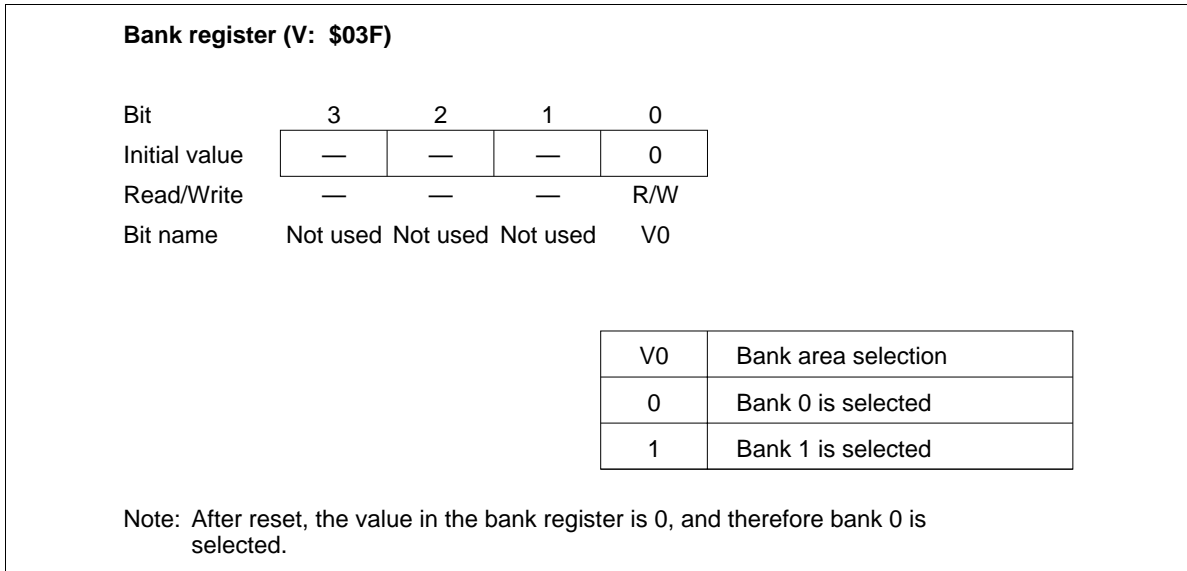 Bank register (V: $03F)
Bit 3 2 1 0
Initial value — — — 0
Read/Write — — — R/W
Bit name Not used Not used Not used V0
V0 Bank area selection
0 Bank 0 is selected
1 Bank 1 is selected
Note: After reset, the value in the bank register is 0, and therefore bank 0 is
selected.